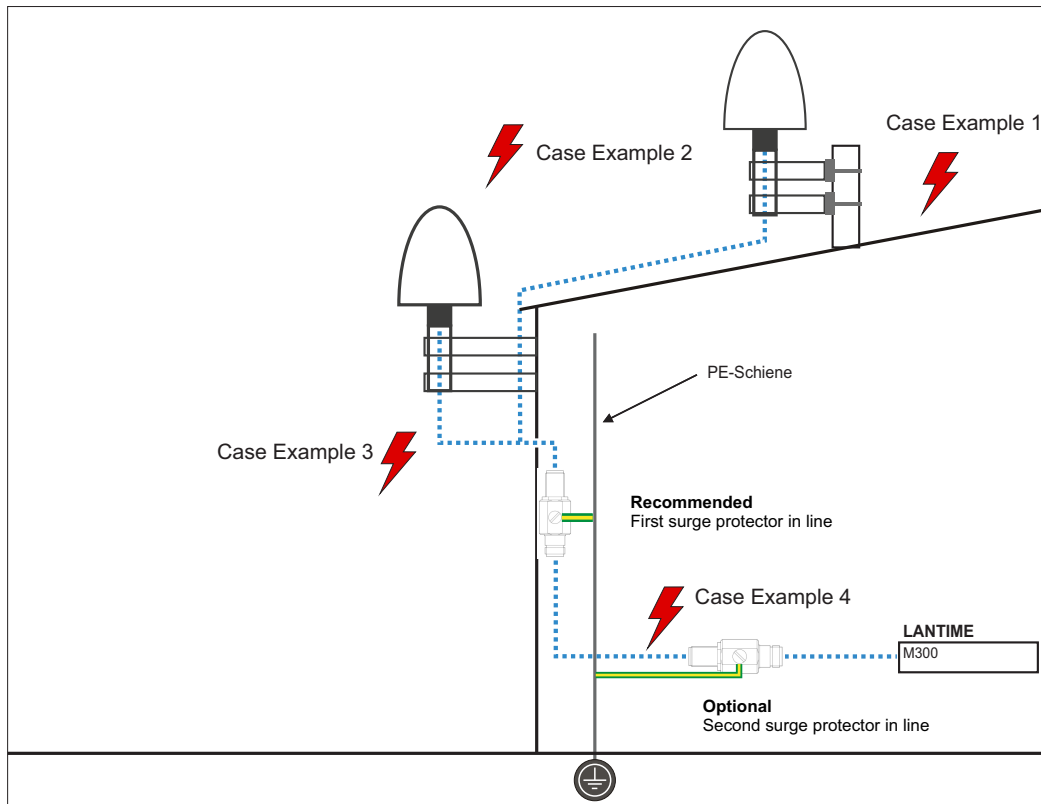 Case Example 1
Case Example 2
PE-Schiene
Case Example 3
Recommended
First surge protector in line
Case Example 4
LANTIME
M300
Optional
Second surge protector in line